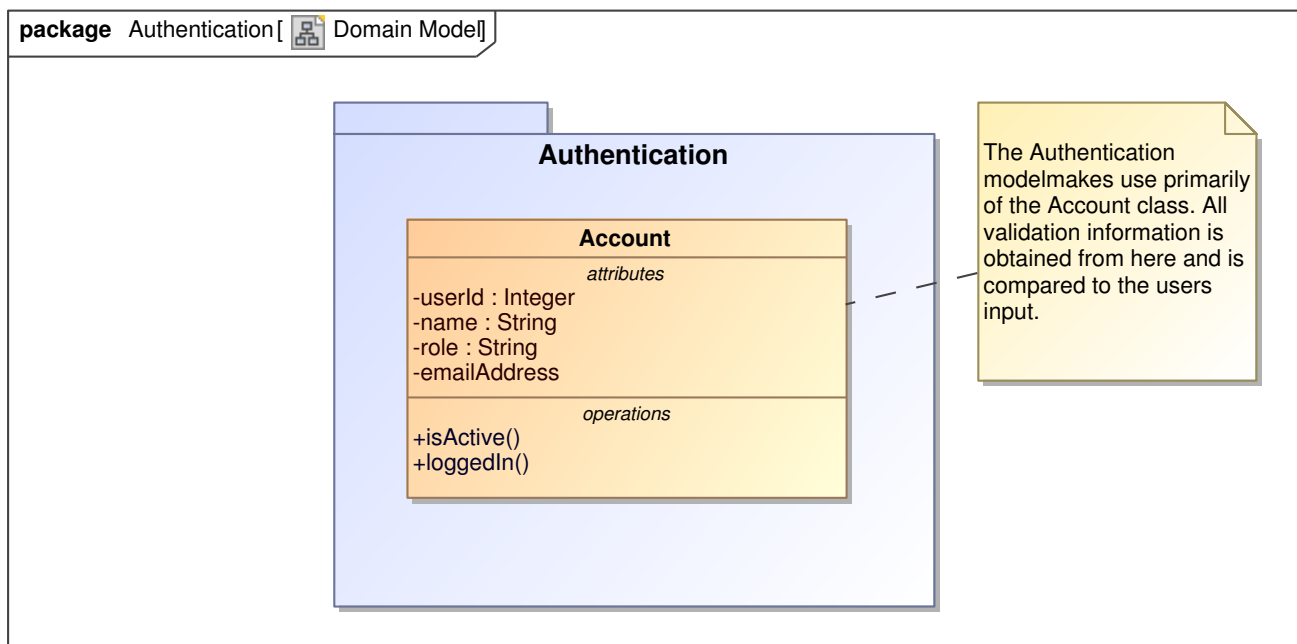 package Authentication[ Domain Model]
Authentication
Account
attributes
-userId : Integer
-name : String
-role : String
-emailAddress
operations
+isActive()
+loggedIn()
The Authentication
modelmakes use primarily
of the Account class. All
validation information is
obtained from here and is
compared to the users
input.